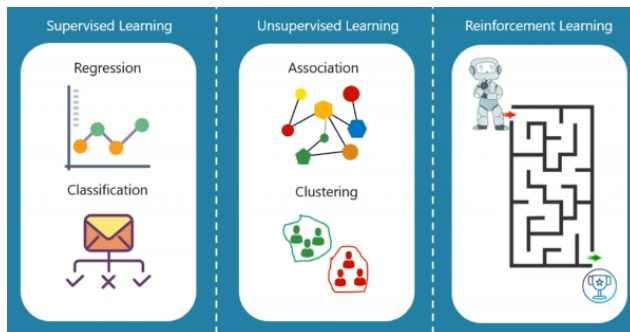 Supervised Learning
Regression
Classification
Unsupervised Learning
Association
Clustering
Reinforcement Learning